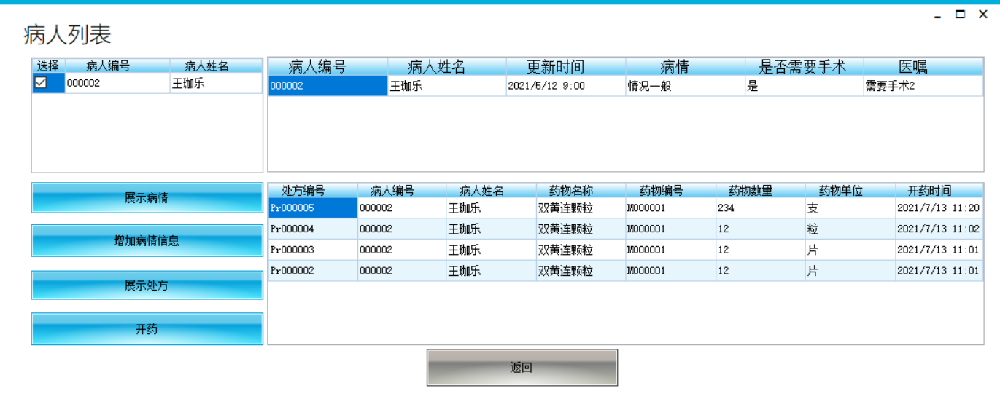 病人列表
选择 病人编号 病人姓名
000002 王珈乐
病人编号 病人姓名 更新时间 病情 是否需要手术 医嘱
000002 王珈乐 2021/5/12 9:00 情况一般 是 需要手术2
展示病情
增加病情信息
展示处方
开药
处方编号 病人编号 病人姓名 药物名称 药物编号 药物数量 药物单位 开药时间
Pr000005 000002 王珈乐 双黄连颗粒 M000001 234 支 2021/7/13 11:20
Pr000004 000002 王珈乐 双黄连颗粒 M000001 12 粒 2021/7/13 11:02
Pr000003 000002 王珈乐 双黄连颗粒 M000001 12 片 2021/7/13 11:01
Pr000002 000002 王珈乐 双黄连颗粒 M000001 12 片 2021/7/13 11:01
返回